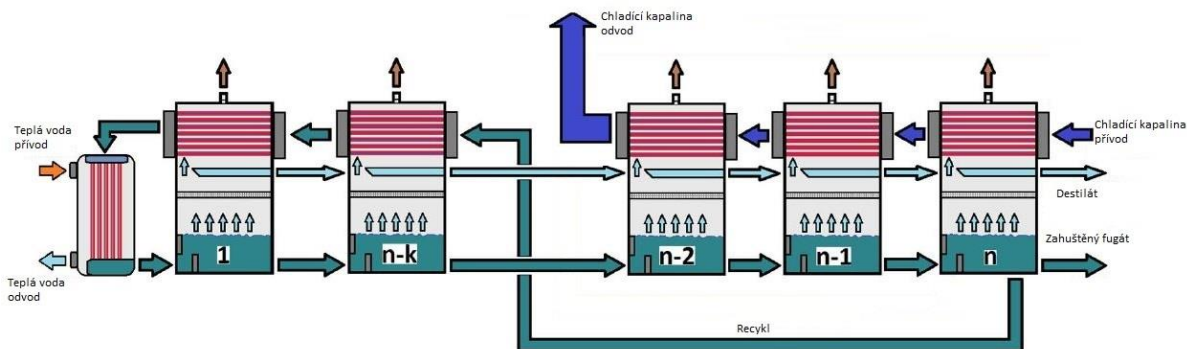 Chladící kapalina
odvod
Teplá voda
přívod
Chladící kapalina
přívod
Destilát
Zahuštěný fugát
1
n-k
n-2
n-1
n
Teplá voda
odvod
Recykl